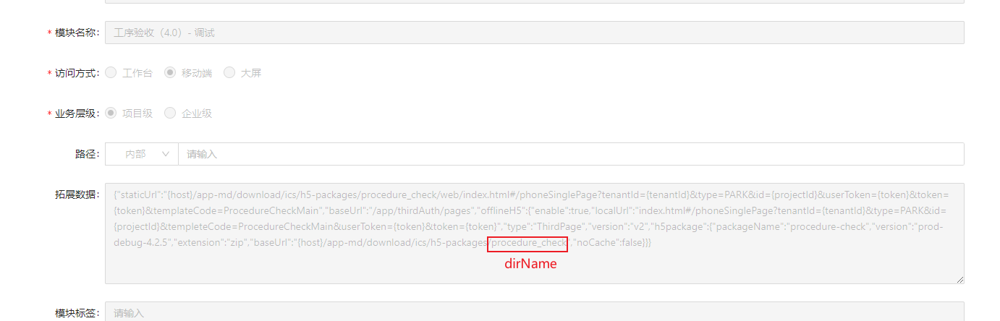 * 模块名称: 工序验收（4.0）- 调试
* 访问方式: 工作台 移动端 大屏
* 业务层级: 项目级 企业级
路径: 内部 请输入
拓展数据: {"staticUrl":"{host}/app-md/download/ics/h5-packages/procedure_check/web/index.html#/phoneSinglePage?tenantId={tenantId}&type=PARK&id={projectId}&userToken={token}&token=
{token}&templateCode=ProcedureCheckMain","baseUrl":"/app/thirdAuth/pages","offlineH5":{"enable":true,"localUrl":"index.html#/phoneSinglePage?tenantId={tenantId}&type=PARK&id=
{projectId}&templeteCode=ProcedureCheckMain&userToken={token}&token={token}","type":"ThirdPage","version":"v2","h5package":{"packageName":"procedure-check","version":"prod-
debug-4.2.5","extension":"zip","baseUrl":"{host}/app-md/download/ics/h5-packages/procedure_check","noCache":false}}}
dirName
模块标签: 请输入